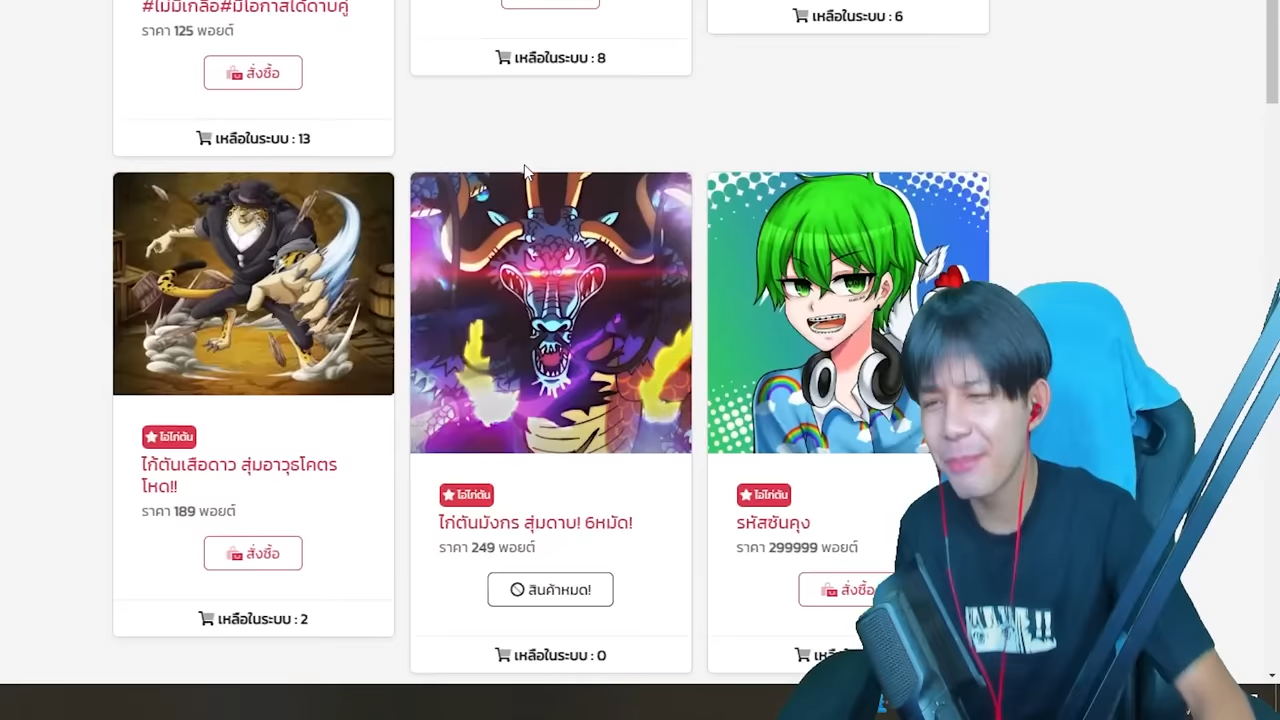 #ไม่มีเกลือ#มีโอกาสได้ดาบคู่
ราคา 125 พอยต์
สั่งซื้อ
เหลือในระบบ : 13
เหลือในระบบ : 8
เหลือในระบบ : 6
ไอ่ไก่ตัน
ไก้ตันเสือดาว สุ่มอาวุธโคตร
โหด!!
ราคา 189 พอยต์
สั่งซื้อ
เหลือในระบบ : 2
ไอ่ไก่ตัน
ไก่ตันมังกร สุ่มดาบ! 6หมัด!
ราคา 249 พอยต์
สินค้าหมด!
เหลือในระบบ : 0
ไอ่ไก่ตัน
รหัสซันคุง
ราคา 299999 พอยต์
สั่งซื้อ